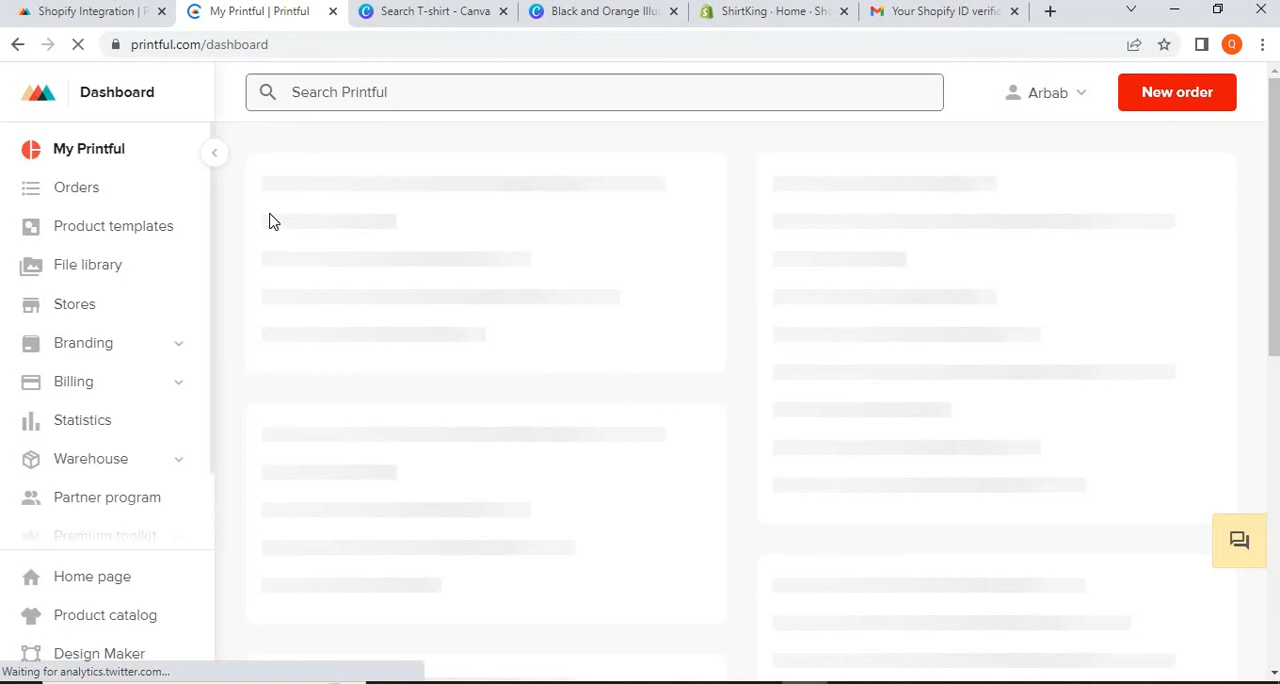 Shopify Integration | P
My Printful | Printful
Search T-shirt - Canva
Black and Orange Illus
ShirtKing · Home · Sho
Your Shopify ID verific
printful.com/dashboard
Q
Dashboard
Search Printful
Arbab
New order
My Printful
Orders
Product templates
File library
Stores
Branding
Billing
Statistics
Warehouse
Partner program
Premium toolkit
Home page
Product catalog
Design Maker
Waiting for analytics.twitter.com...